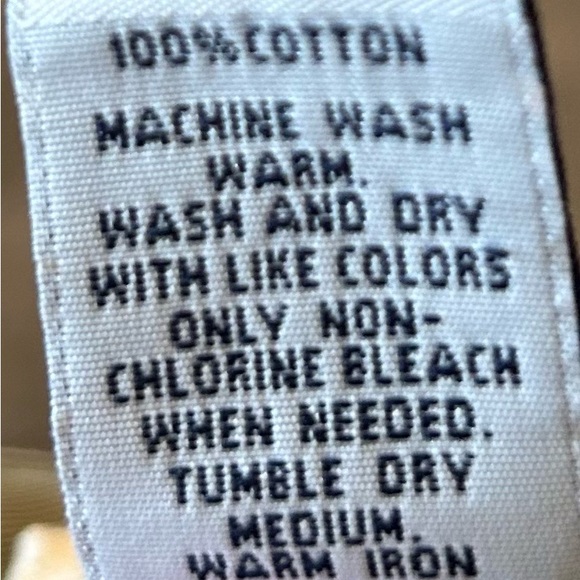 100% COTTON
MACHINE WASH
WARM.
WASH AND DRY
WITH LIKE COLORS
ONLY NON-
CHLORINE BLEACH
WHEN NEEDED.
TUMBLE DRY
MEDIUM.
WARM IRON